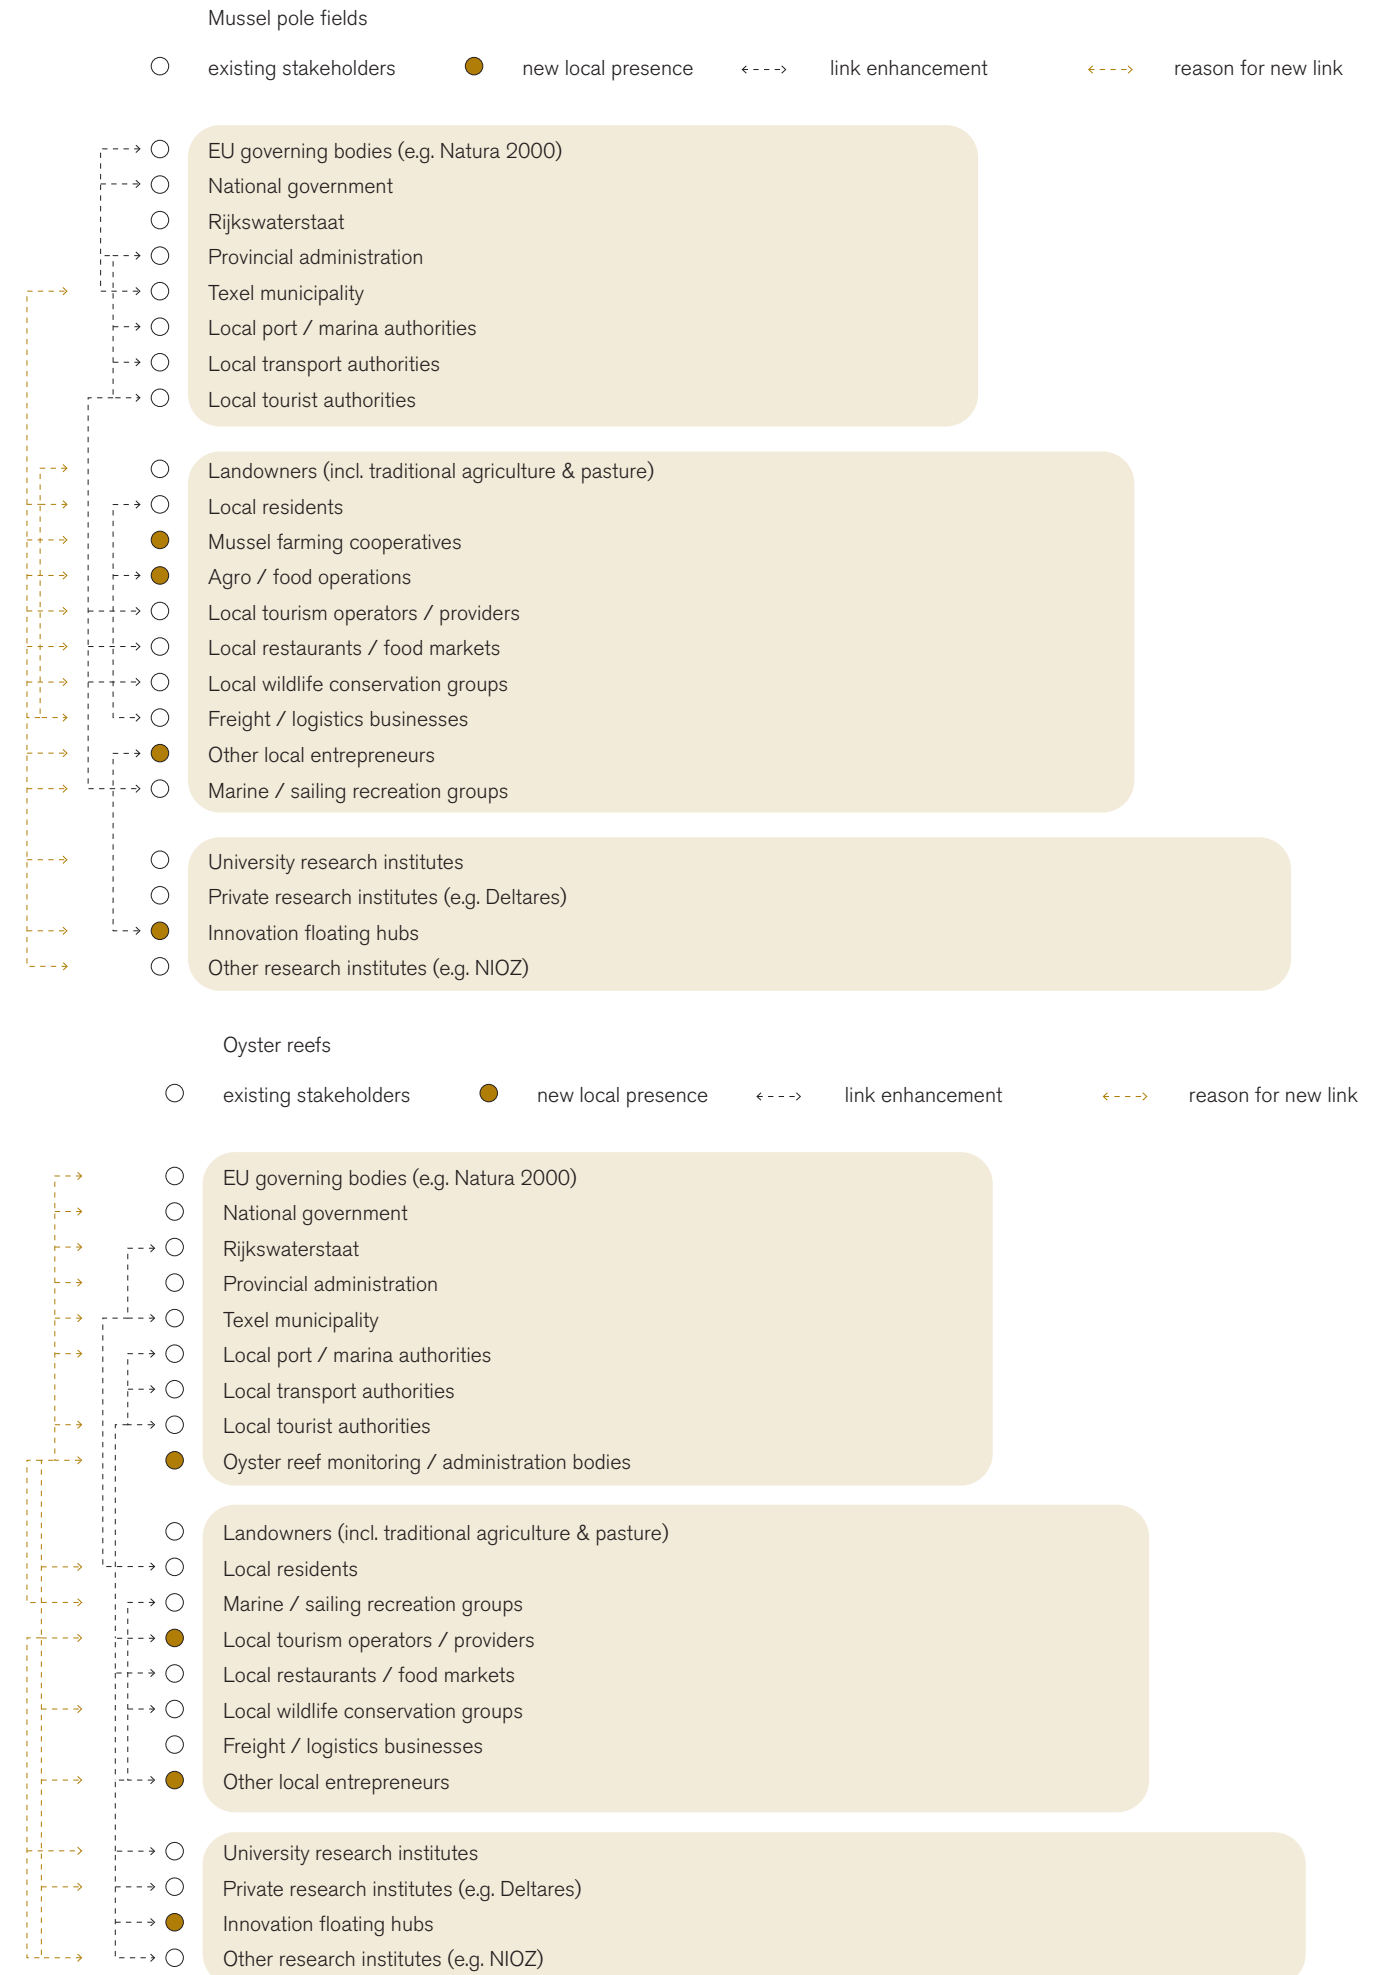 Mussel pole fields
existing stakeholders new local presence link enhancement reason for new link
EU governing bodies (e.g. Natura 2000)
National government
Rijkswaterstaat
Provincial administration
Texel municipality
Local port / marina authorities
Local transport authorities
Local tourist authorities
Landowners (incl. traditional agriculture & pasture)
Local residents
Mussel farming cooperatives
Agro / food operations
Local tourism operators / providers
Local restaurants / food markets
Local wildlife conservation groups
Freight / logistics businesses
Other local entrepreneurs
Marine / sailing recreation groups
University research institutes
Private research institutes (e.g. Deltares)
Innovation floating hubs
Other research institutes (e.g. NIOZ)
Oyster reefs
existing stakeholders new local presence link enhancement reason for new link
EU governing bodies (e.g. Natura 2000)
National government
Rijkswaterstaat
Provincial administration
Texel municipality
Local port / marina authorities
Local transport authorities
Local tourist authorities
Oyster reef monitoring / administration bodies
Landowners (incl. traditional agriculture & pasture)
Local residents
Marine / sailing recreation groups
Local tourism operators / providers
Local restaurants / food markets
Local wildlife conservation groups
Freight / logistics businesses
Other local entrepreneurs
University research institutes
Private research institutes (e.g. Deltares)
Innovation floating hubs
Other research institutes (e.g. NIOZ)